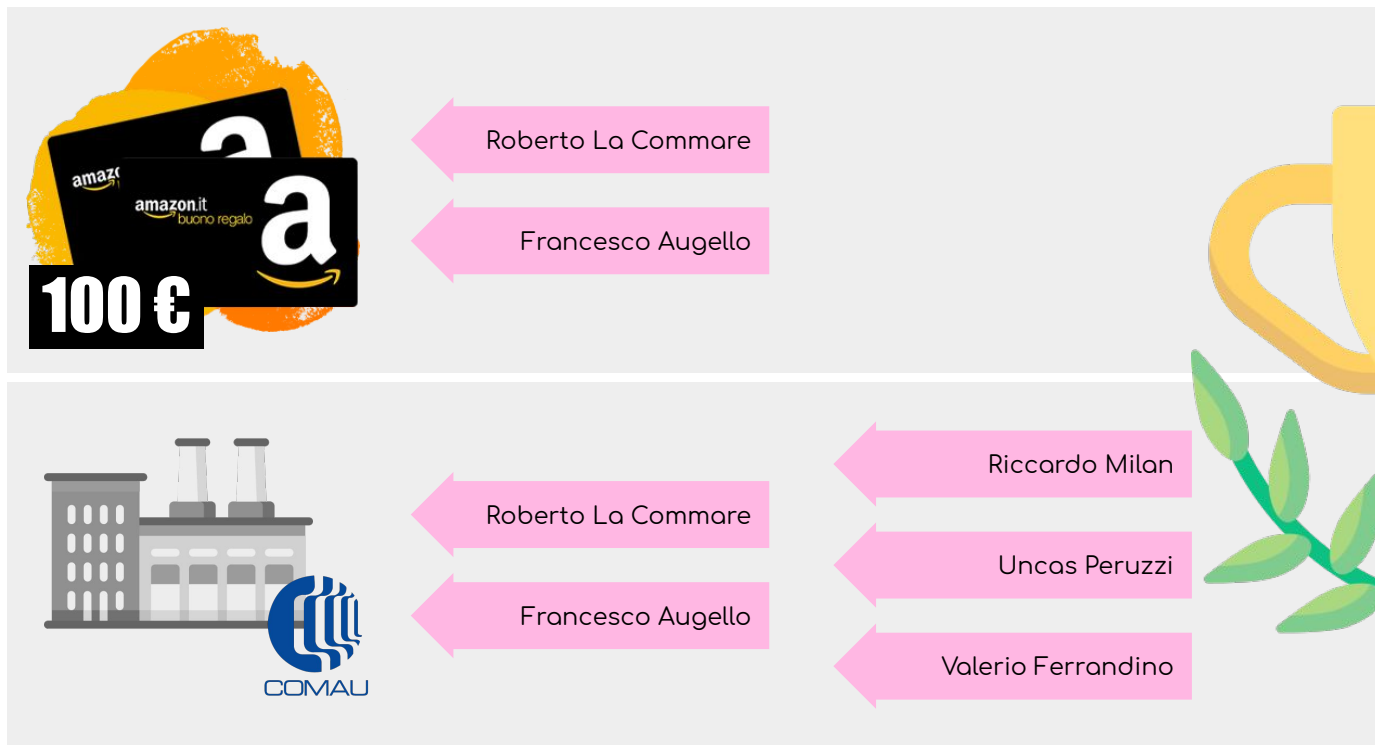 amazo
amazon.it
buono regalo
100 €
Roberto La Commare
Francesco Augello
COMAU
Roberto La Commare
Francesco Augello
Riccardo Milan
Uncas Peruzzi
Valerio Ferrandino